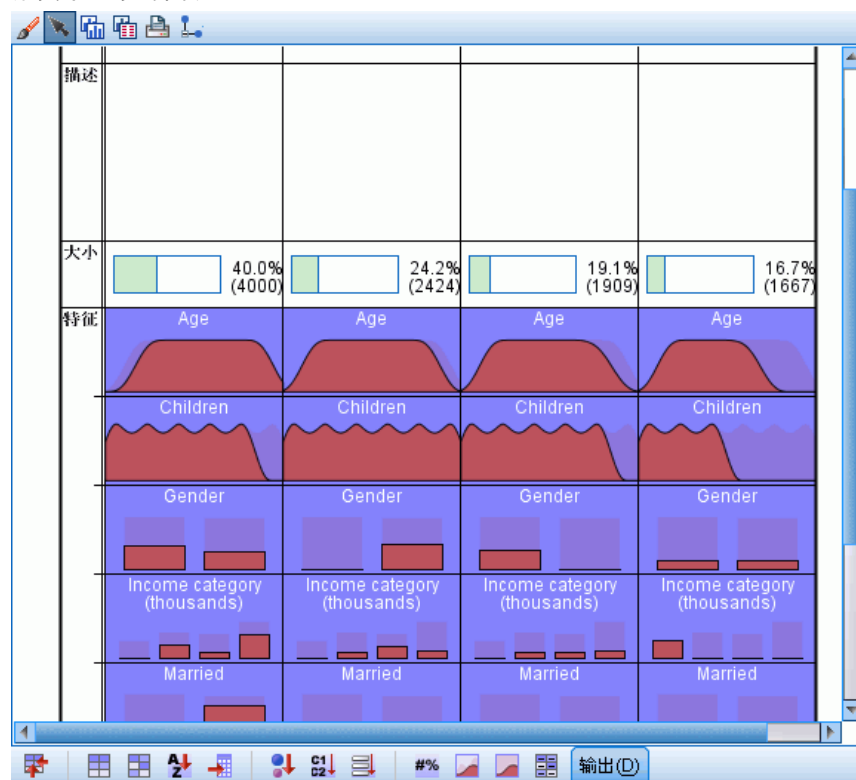 描述
大小
40.0%
(4000)
24.2%
(2424)
19.1%
(1909)
16.7%
(1667)
特征
Age
Age
Age
Age
Children
Children
Children
Children
Gender
Gender
Gender
Gender
Income category
(thousands)
Income category
(thousands)
Income category
(thousands)
Income category
(thousands)
Married
Married
Married
Married
A
Z
C1
C2
#%
输出(D)